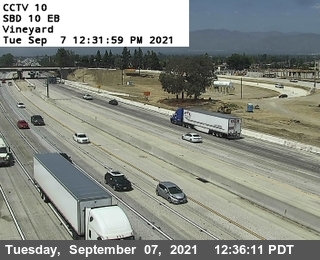 CCTV 10
SBD 10 EB
Vineyard
Tue Sep 7 12:31:59 PM 2021
Tuesday, September 07, 2021 12:36:11 PDT